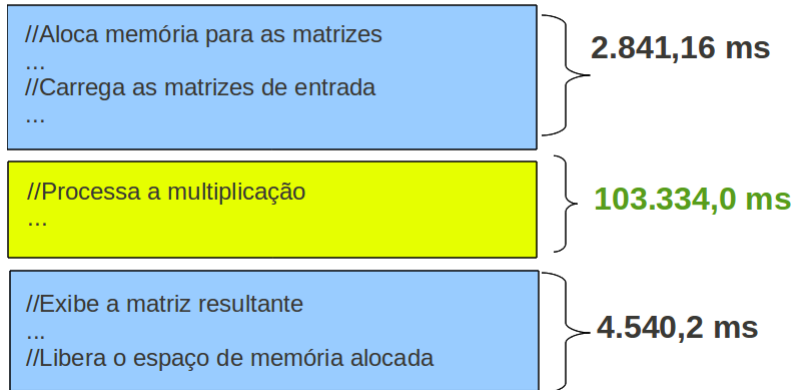 //Aloca memória para as matrizes
...
//Carrega as matrizes de entrada
...
2.841,16 ms
//Processa a multiplicação
...
103.334,0 ms
//Exibe a matriz resultante
...
//Libera o espaço de memória alocada
4.540,2 ms